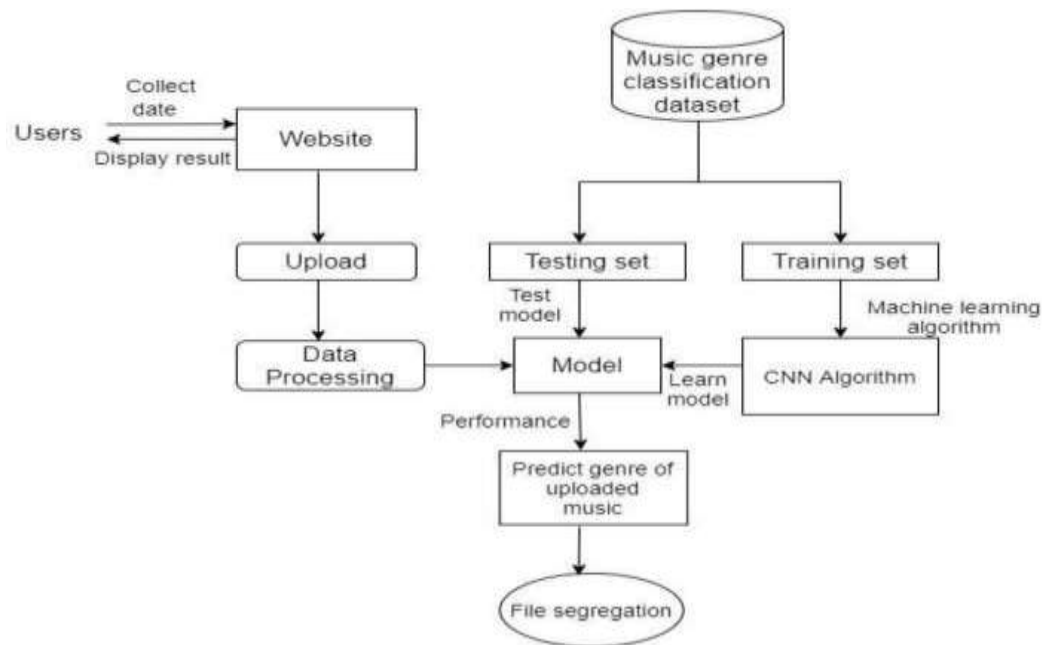 Music genre
classification
dataset
Collect
date
Users
Website
Display result
Upload
Testing set
Training set
Test
model
Machine learning
algorithm
Data
Processing
Model
Learn
model
CNN Algorithm
Performance
Predict genre of
uploaded
music
File segregation